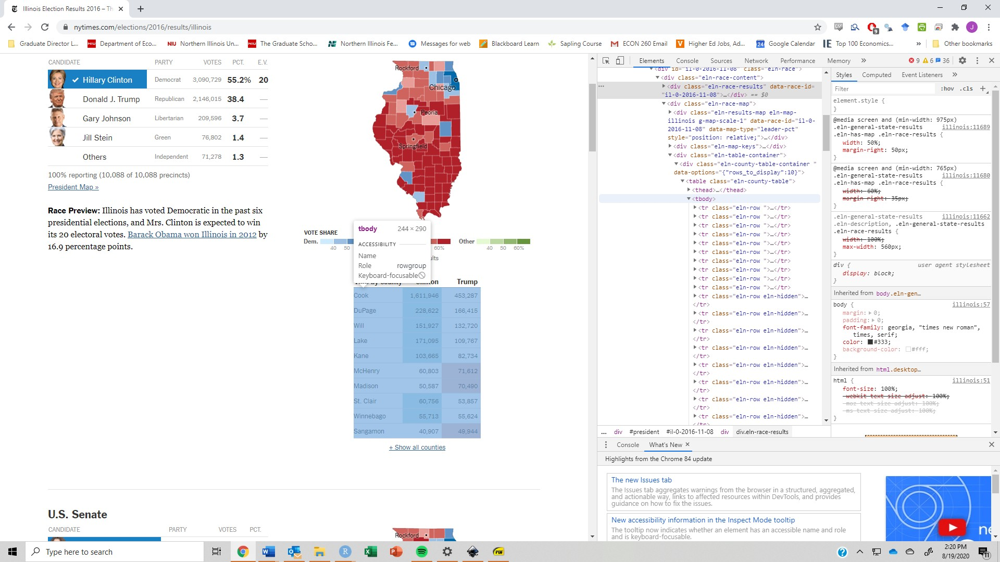 Illinois Election Results 2016 – Th
nytimes.com/elections/2016/results/illinois
9
J
Graduate Director L...
NIU Department of Eco...
NIU Northern Illinois Un...
NIU The Graduate Scho...
Northern Illinois Fe...
Messages for web
Blackboard Learn
Sapling Course
ECON 260 Email
Higher Ed Jobs, Ad...
24 Google Calendar
Top 100 Economics...
»
Other bookmarks
CANDIDATE PARTY VOTES PCT. E.V.
Hillary Clinton Democrat 3,090,729 55.2% 20
Donald J. Trump Republican 2,146,015 38.4 —
Gary Johnson Libertarian 209,596 3.7 —
Jill Stein Green 76,802 1.4 —
Others Independent 71,278 1.3 —
100% reporting (10,088 of 10,088 precincts)
President Map »
Race Preview: Illinois has voted Democratic in the past six
presidential elections, and Mrs. Clinton is expected to win
its 20 electoral votes. Barack Obama won Illinois in 2012 by
16.9 percentage points.
Rockford
Chicago
Peoria
Springfield
VOTE SHARE
Dem.
40 50
60%
Other
40 50 60%
tbody 244 × 290
ACCESSIBILITY
Name
Role rowgroup
Keyboard-focusable
Trump
Cook 1,611,946 453,287
DuPage 228,622 166,415
Will 151,927 132,720
Lake 171,095 109,767
Kane 103,665 82,734
McHenry 60,803 71,612
Madison 50,587 70,490
St. Clair 60,756 53,857
Winnebago 55,713 55,624
Sangamon 40,907 49,944
+ Show all counties
U.S. Senate
CANDIDATE PARTY VOTES PCT.
Rockford
Elements Console Sources Network Performance Memory » 9 6 36
<div id="il-0-2016-11-08" class="eln-race">
<div class="eln-race-content">
<div class="eln-race-results" data-race-id=
"il-0-2016-11-08">…</div> == $0
<div class="eln-race-map">
<div class="eln-results-map eln-map-
illinois g-map-scale-1" data-race-id="il-0-
2016-11-08" data-map-type="leader-pct"
style="position: relative;">…</div>
<div class="eln-map-keys">…</div>
<div class="eln-table-container">
<div class="eln-county-table-container "
data-options="{"rows_to_display":10}">
<table class="eln-county-table">
<thead>…</thead>
<tbody>
<tr class="eln-row ">…</tr>
<tr class="eln-row ">…</tr>
<tr class="eln-row ">…</tr>
<tr class="eln-row ">…</tr>
<tr class="eln-row ">…</tr>
<tr class="eln-row ">…</tr>
<tr class="eln-row ">…</tr>
<tr class="eln-row ">…</tr>
<tr class="eln-row ">…</tr>
<tr class="eln-row ">…</tr>
<tr class="eln-row eln-hidden">…
</tr>
<tr class="eln-row eln-hidden">…
</tr>
<tr class="eln-row eln-hidden">…
</tr>
<tr class="eln-row eln-hidden">…
</tr>
<tr class="eln-row eln-hidden">…
</tr>
<tr class="eln-row eln-hidden">…
</tr>
<tr class="eln-row eln-hidden">…
</tr>
<tr class="eln-row eln-hidden">…
</tr>
... div #president #il-0-2016-11-08 div div.eln-race-results
Styles Computed Event Listeners »
Filter :hov .cls +
element.style {
}
@media screen and (min-width: 975px)
.eln-general-state-results illinois:11689
.eln-has-map .eln-race-results {
width: 50%;
margin-right: 50px;
}
@media screen and (min-width: 765px)
.eln-general-state-results illinois:11680
.eln-has-map .eln-race-results {
width: 60%;
margin-right: 35px;
}
.eln-general-state-results illinois:11662
.eln-description, .eln-general-state-results
.eln-race-results {
width: 100%;
max-width: 560px;
}
div { user agent stylesheet
display: block;
}
Inherited from body.eln-gen…
body { illinois:57
margin: 0;
padding: 0;
font-family: georgia, "times new roman",
times, serif;
color: #333;
background-color: #fff;
}
Inherited from html.desktop…
html { illinois:51
font-size: 100%;
-webkit-text-size-adjust: 100%;
-moz-text-size-adjust: 100%;
-ms-text-size-adjust: 100%;
}
Console What's New
Highlights from the Chrome 84 update
The new Issues tab
The Issues tab aggregates warnings from the browser in a structured, aggregated,
and actionable way, links to affected resources within DevTools, and provides
guidance on how to fix the issues.
New accessibility information in the Inspect Mode tooltip
The tooltip now indicates whether an element has an accessible name and role
and is keyboard-focusable.
ne
Type here to search
2:20 PM
8/19/2020
11